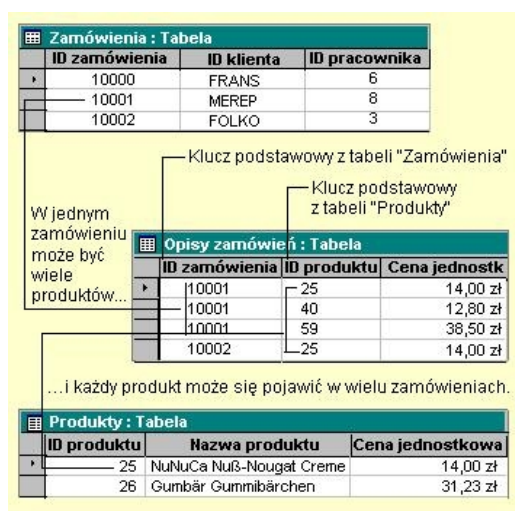 Zamówienia : Tabela
ID zamówienia ID klienta ID pracownika
10000 FRANS 6
10001 MEREP 8
10002 FOLKO 3
Klucz podstawowy z tabeli "Zamówienia"
Klucz podstawowy
z tabeli "Produkty"
W jednym
zamówieniu
może być
wiele
produktów...
Opisy zamówień : Tabela
ID zamówienia ID produktu Cena jednostk
10001 25 14,00 zł
10001 40 12,80 zł
10001 59 38,50 zł
10002 25 14,00 zł
...i każdy produkt może się pojawić w wielu zamówieniach.
Produkty : Tabela
ID produktu Nazwa produktu Cena jednostkowa
25 NuNuCa Nuß-Nougat Creme 14,00 zł
26 Gumbär Gummibärchen 31,23 zł